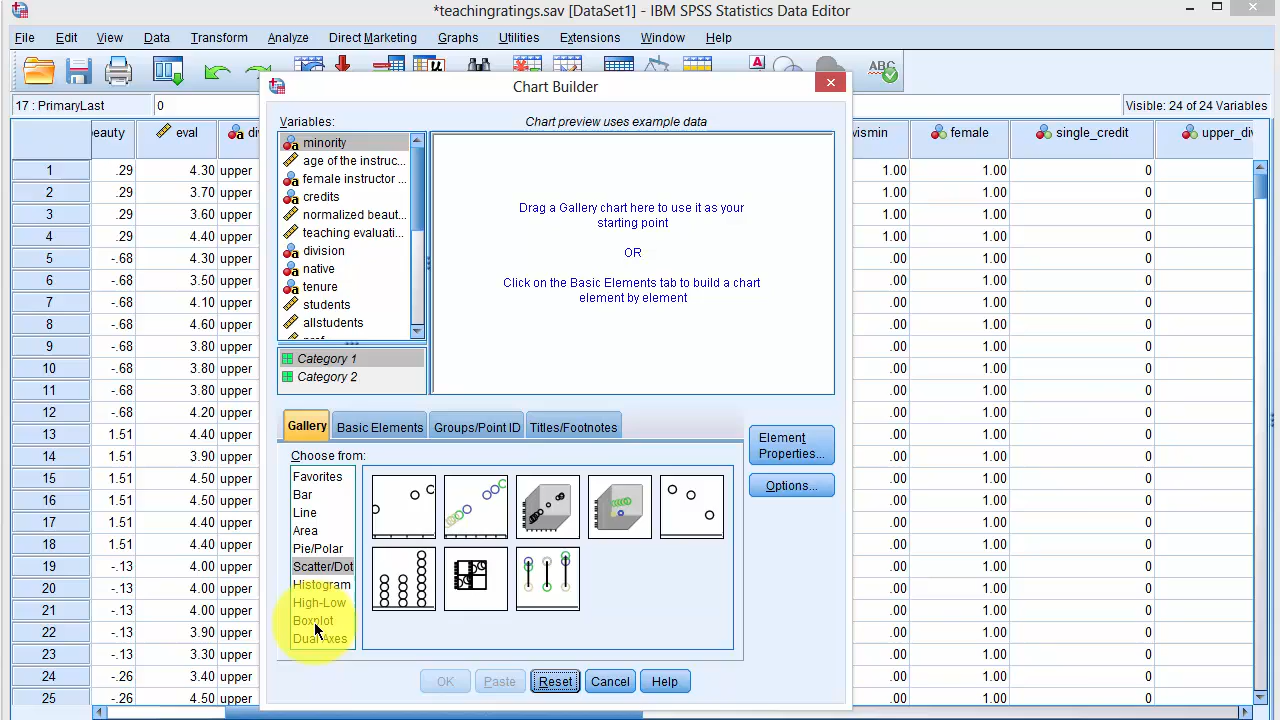 *teachingratings.sav [DataSet1] - IBM SPSS Statistics Data Editor
File Edit View Data Transform Analyze Direct Marketing Graphs Utilities Extensions Window Help
A ABC
17 : PrimaryLast 0 Visible: 24 of 24 Variables
eauty eval di vismin female single_credit upper_div
1 .29 4.30 upper 1.00 1.00 0
2 .29 3.70 upper 1.00 1.00 0
3 .29 3.60 upper 1.00 1.00 0
4 .29 4.40 upper 1.00 1.00 0
5 -.68 4.30 upper .00 1.00 0
6 -.68 3.50 upper .00 1.00 0
7 -.68 4.10 upper .00 1.00 0
8 -.68 4.60 upper .00 1.00 0
9 -.68 3.80 upper .00 1.00 0
10 -.68 3.80 upper .00 1.00 0
11 -.68 3.80 upper .00 1.00 0
12 -.68 4.20 upper .00 1.00 0
13 1.51 4.40 upper .00 1.00 0
14 1.51 3.90 upper .00 1.00 0
15 1.51 4.50 upper .00 1.00 0
16 1.51 4.50 upper .00 1.00 0
17 1.51 4.40 upper .00 1.00 0
18 1.51 4.40 upper .00 1.00 0
19 -.13 4.00 upper .00 1.00 0
20 -.13 4.00 upper .00 1.00 0
21 -.13 4.00 upper .00 1.00 0
22 -.13 3.90 upper .00 1.00 0
23 -.13 3.30 upper .00 1.00 0
24 -.26 3.40 upper .00 1.00 0
25 -.26 4.50 upper .00 1.00 0
Chart Builder
Variables:
Chart preview uses example data
minority
age of the instruc...
female instructor ...
credits
normalized beaut...
teaching evaluati...
division
native
tenure
students
allstudents
prof
Category 1
Category 2
Drag a Gallery chart here to use it as your
starting point
OR
Click on the Basic Elements tab to build a chart
element by element
Gallery Basic Elements Groups/Point ID Titles/Footnotes
Choose from:
Favorites
Bar
Line
Area
Pie/Polar
Scatter/Dot
Histogram
High-Low
Boxplot
Dual Axes
Element
Properties...
Options...
OK Paste Reset Cancel Help